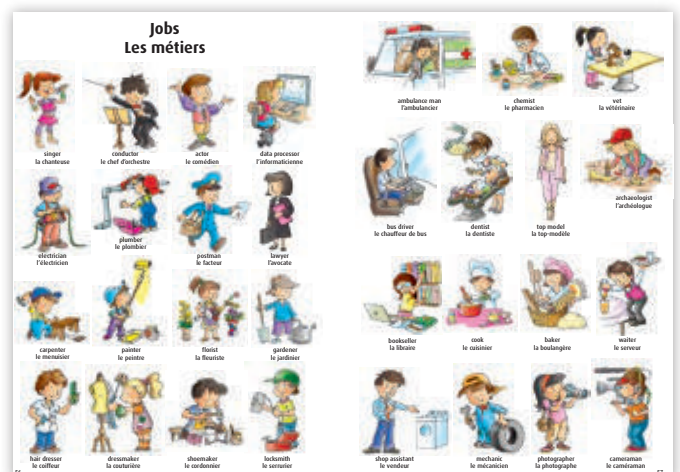 Jobs
Les métiers
singer
la chanteuse
conductor
le chef d'orchestre
actor
le comédien
data processor
l'informaticienne
electrician
l'électricien
plumber
le plombier
postman
le facteur
lawyer
l'avocate
carpenter
le menuisier
painter
le peintre
florist
la fleuriste
gardener
le jardinier
hair dresser
le coiffeur
dressmaker
la couturière
shoemaker
le cordonnier
locksmith
le serrurier
ambulance man
l'ambulancier
chemist
le pharmacien
vet
la vétérinaire
bus driver
le chauffeur de bus
dentist
la dentiste
top model
la top-modèle
archaeologist
l'archéologue
bookseller
la libraire
cook
le cuisinier
baker
la boulangère
waiter
le serveur
shop assistant
le vendeur
mechanic
le mécanicien
photographer
la photographe
cameraman
le caméraman